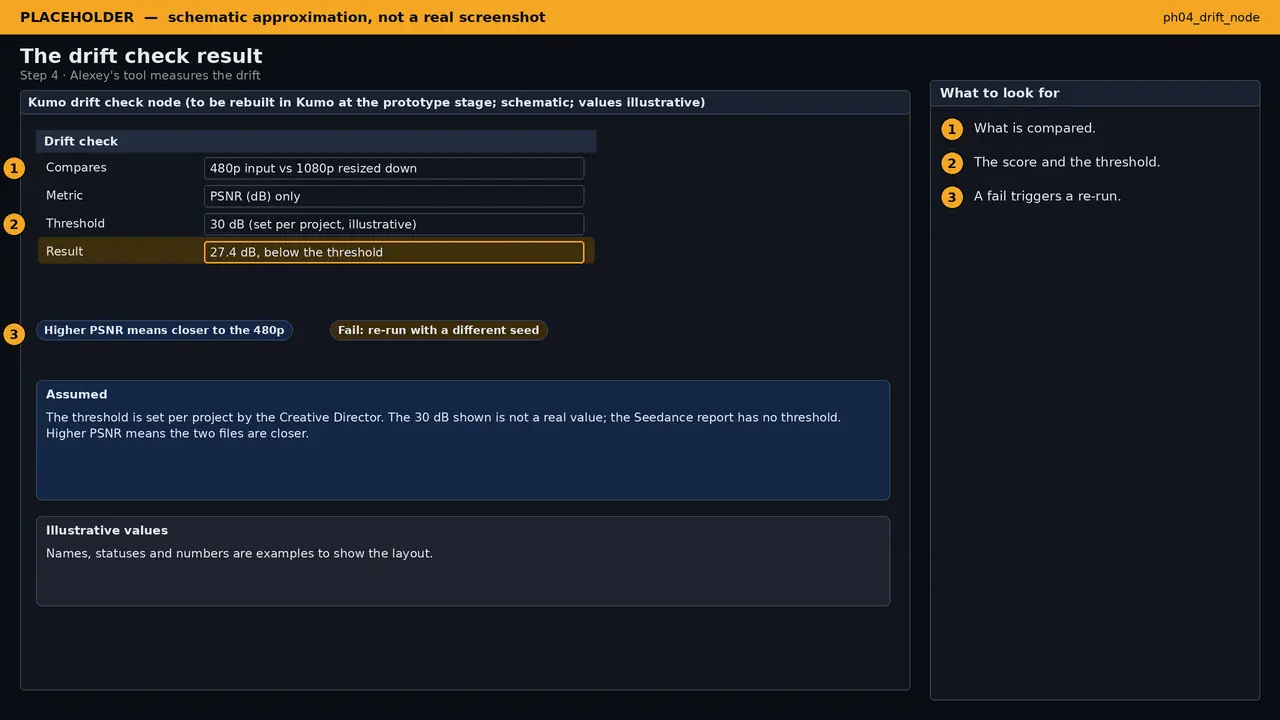 PLACEHOLDER — schematic approximation, not a real screenshot
ph04_drift_node
The drift check result
Step 4 · Alexey's tool measures the drift
Kumo drift check node (to be rebuilt in Kumo at the prototype stage; schematic; values illustrative)
Drift check
1
Compares
480p input vs 1080p resized down
Metric
PSNR (dB) only
2
Threshold
30 dB (set per project, illustrative)
Result
27.4 dB, below the threshold
3
Higher PSNR means closer to the 480p
Fail: re-run with a different seed
Assumed
The threshold is set per project by the Creative Director. The 30 dB shown is not a real value; the Seedance report has no threshold.
Higher PSNR means the two files are closer.
Illustrative values
Names, statuses and numbers are examples to show the layout.
What to look for
1 What is compared.
2 The score and the threshold.
3 A fail triggers a re-run.